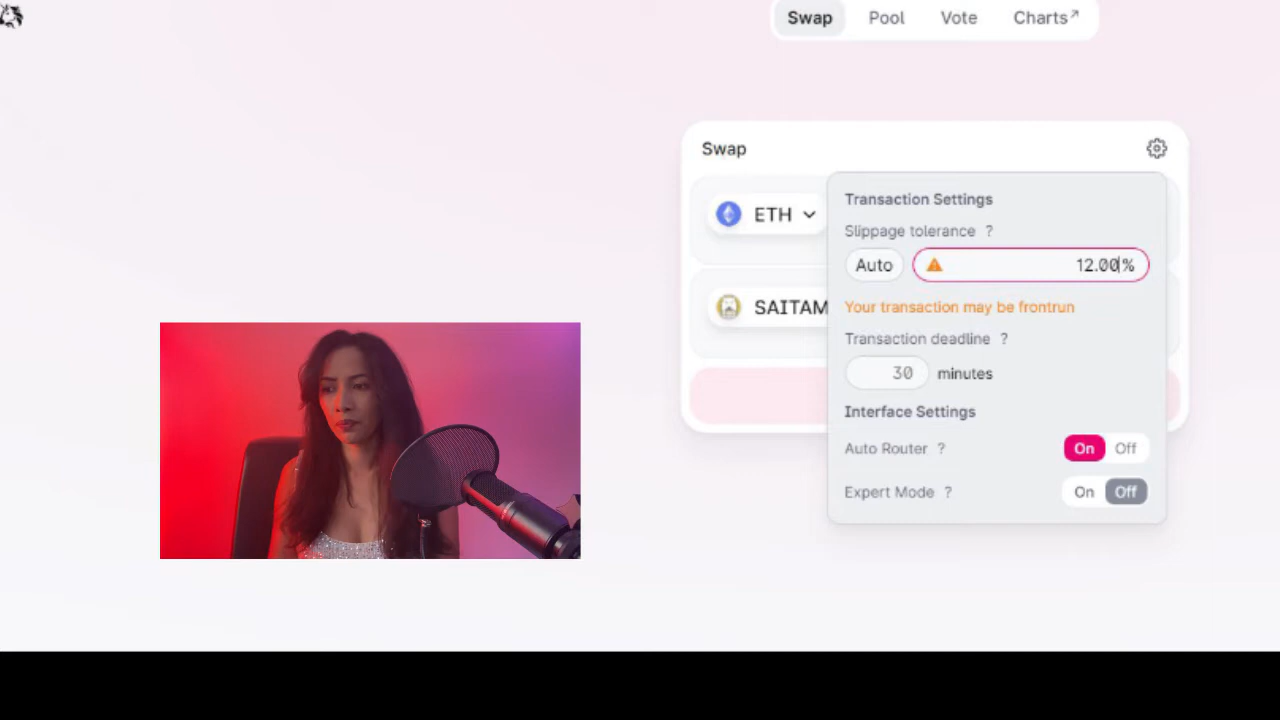 Swap Pool Vote Charts↗
Swap
Transaction Settings
Slippage tolerance ?
Auto 12.00%
Your transaction may be frontrun
Transaction deadline ?
30 minutes
Interface Settings
Auto Router ? On Off
Expert Mode ? On Off
ETH
SAITAM